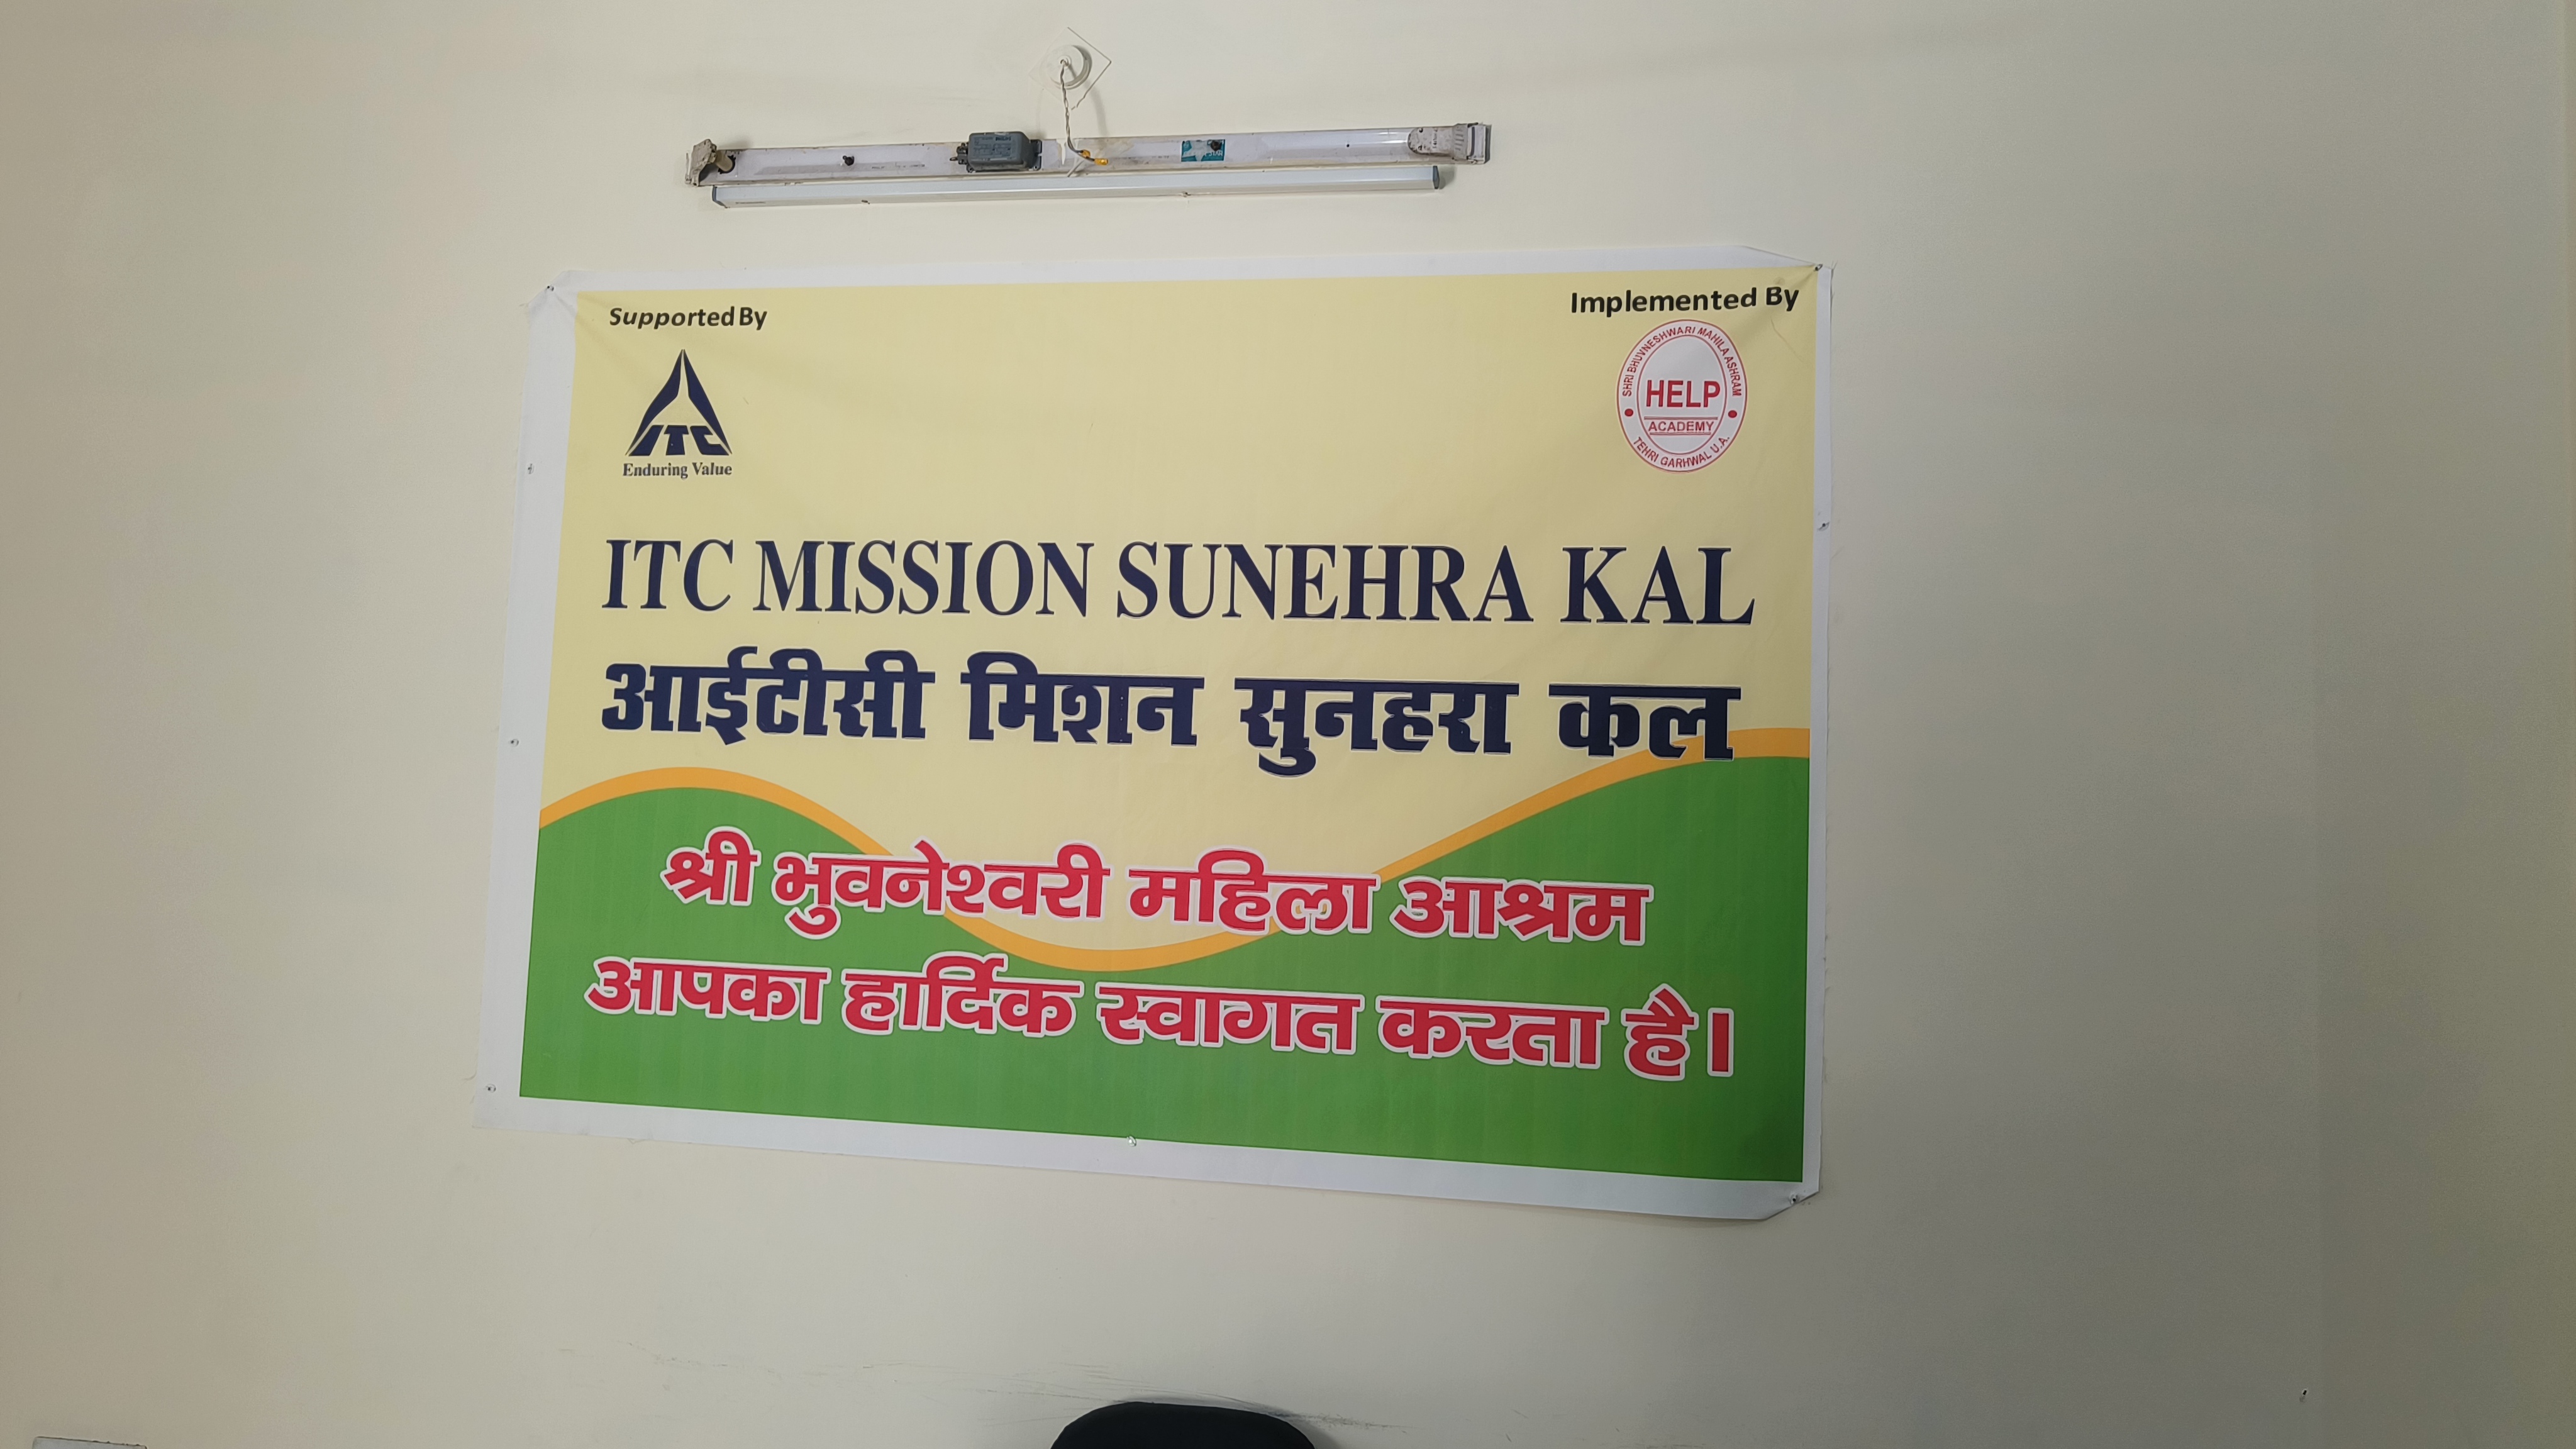 Supported By
Implemented By
ITC
Enduring Value
SHRI BHUVNESHWARI MAHILA ASHRAM
HELP
ACADEMY
TEHRI GARHWAL U.A.
ITC MISSION SUNEHRA KAL
आईटीसी मिशन सुनहरा कल
श्री भुवनेश्वरी महिला आश्रम
आपका हार्दिक स्वागत करता है।